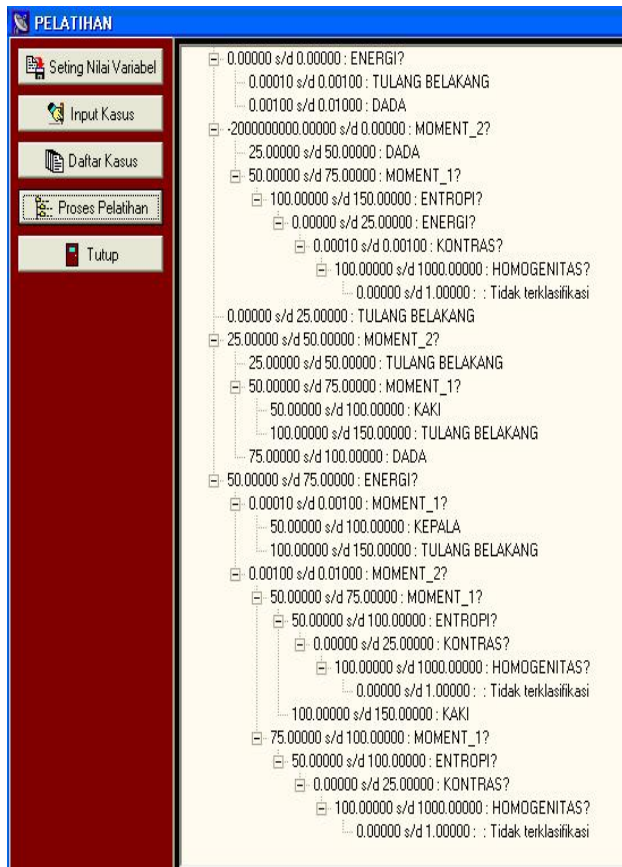 PELATIHAN
Seting Nilai Variabel
Input Kasus
Daftar Kasus
Proses Pelatihan
Tutup
0.00000 s/d 0.00000 : ENERGI?
0.00010 s/d 0.00100 : TULANG BELAKANG
0.00100 s/d 0.01000 : DADA
-2000000000.00000 s/d 0.00000 : MOMENT_2?
25.00000 s/d 50.00000 : DADA
50.00000 s/d 75.00000 : MOMENT_1?
100.00000 s/d 150.00000 : ENTROPI?
0.00000 s/d 25.00000 : ENERGI?
0.00010 s/d 0.00100 : KONTRAS?
100.00000 s/d 1000.00000 : HOMOGENITAS?
0.00000 s/d 1.00000 : : Tidak terklasifikasi
0.00000 s/d 25.00000 : TULANG BELAKANG
25.00000 s/d 50.00000 : MOMENT_2?
25.00000 s/d 50.00000 : TULANG BELAKANG
50.00000 s/d 75.00000 : MOMENT_1?
50.00000 s/d 100.00000 : KAKI
100.00000 s/d 150.00000 : TULANG BELAKANG
75.00000 s/d 100.00000 : DADA
50.00000 s/d 75.00000 : ENERGI?
0.00010 s/d 0.00100 : MOMENT_1?
50.00000 s/d 100.00000 : KEPALA
100.00000 s/d 150.00000 : TULANG BELAKANG
0.00100 s/d 0.01000 : MOMENT_2?
50.00000 s/d 75.00000 : MOMENT_1?
50.00000 s/d 100.00000 : ENTROPI?
0.00000 s/d 25.00000 : KONTRAS?
100.00000 s/d 1000.00000 : HOMOGENITAS?
0.00000 s/d 1.00000 : : Tidak terklasifikasi
100.00000 s/d 150.00000 : KAKI
75.00000 s/d 100.00000 : MOMENT_1?
50.00000 s/d 100.00000 : ENTROPI?
0.00000 s/d 25.00000 : KONTRAS?
100.00000 s/d 1000.00000 : HOMOGENITAS?
0.00000 s/d 1.00000 : : Tidak terklasifikasi